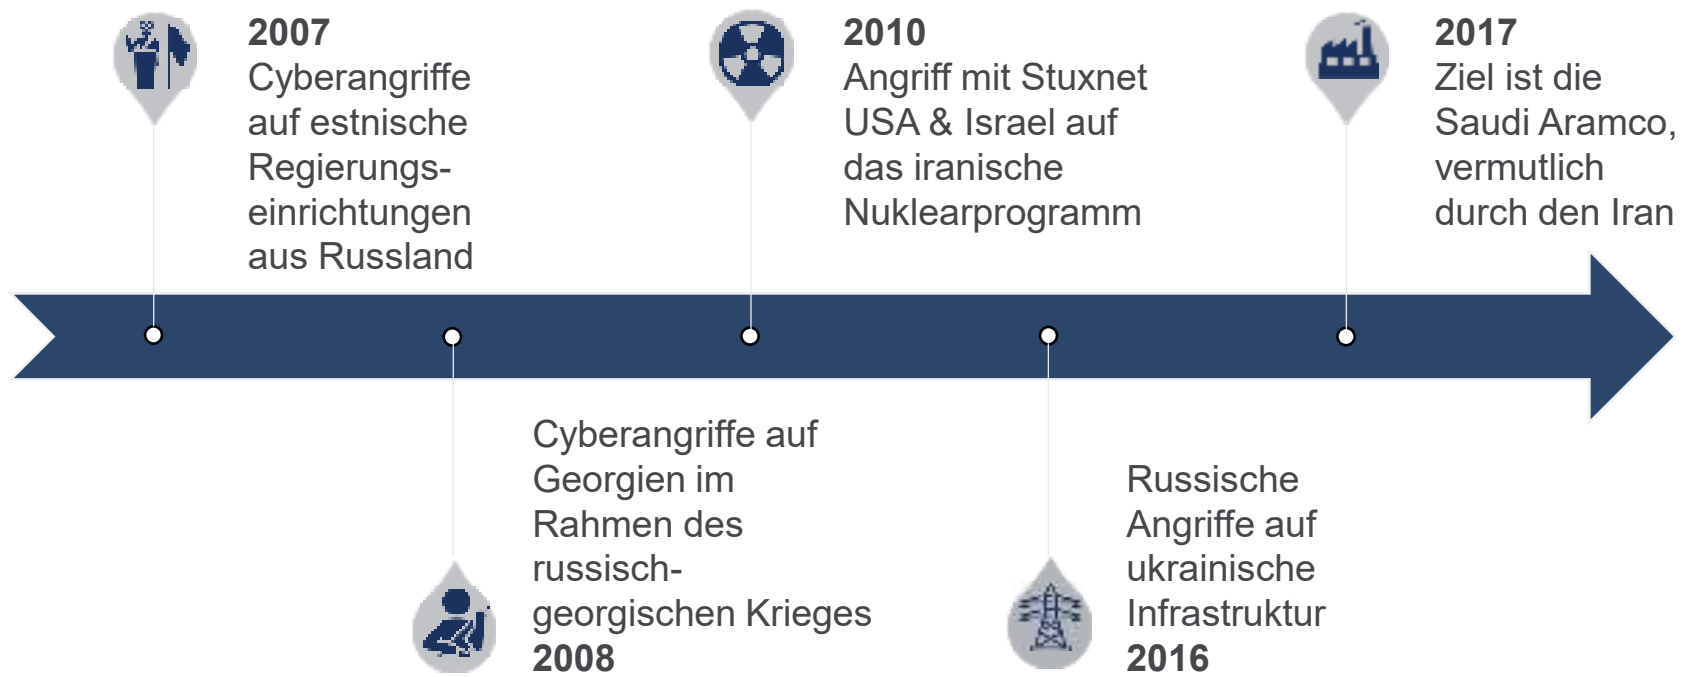 2007
Cyberangriffe
auf estnische
Regierungs-
einrichtungen
aus Russland
Cyberangriffe auf
Georgien im
Rahmen des
russisch-
georgischen Krieges
2008
2010
Angriff mit Stuxnet
USA & Israel auf
das iranische
Nuklearprogramm
Russische
Angriffe auf
ukrainische
Infrastruktur
2016
2017
Ziel ist die
Saudi Aramco,
vermutlich
durch den Iran